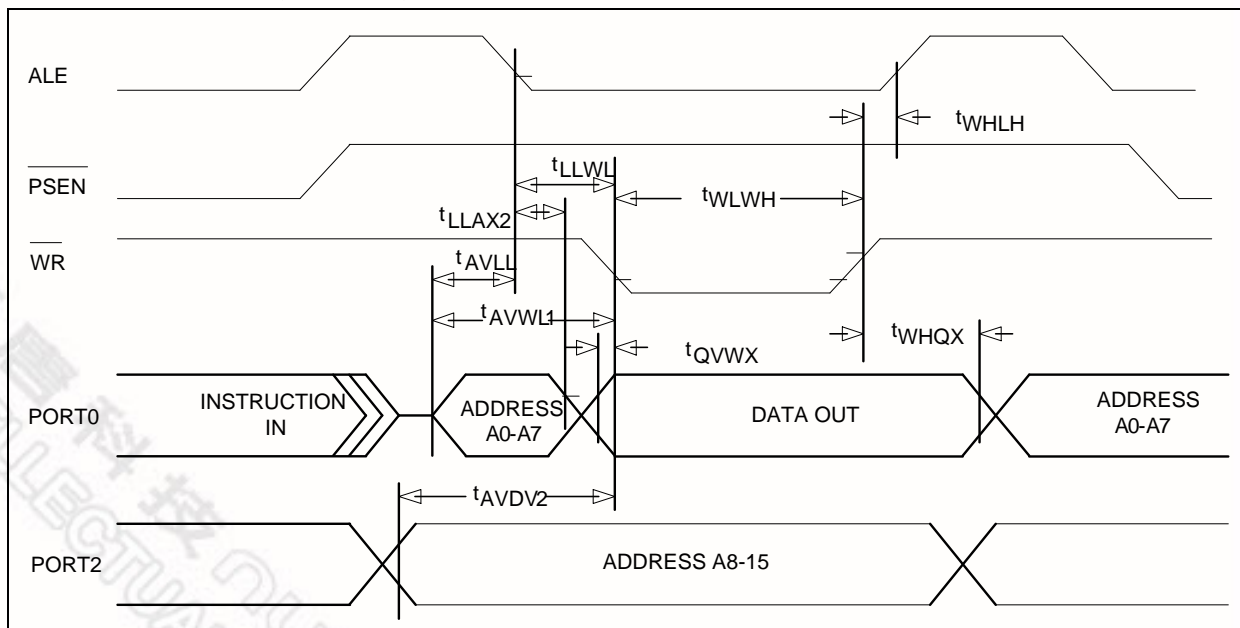 ALE
tWHLH
PSEN
tLLWL
tWLWH
tLLAX2
WR
tAVLL
tAVWL1
tWHQX
tQVWX
PORT0
INSTRUCTION
IN
ADDRESS
A0-A7
DATA OUT
ADDRESS
A0-A7
tAVDV2
PORT2
ADDRESS A8-15